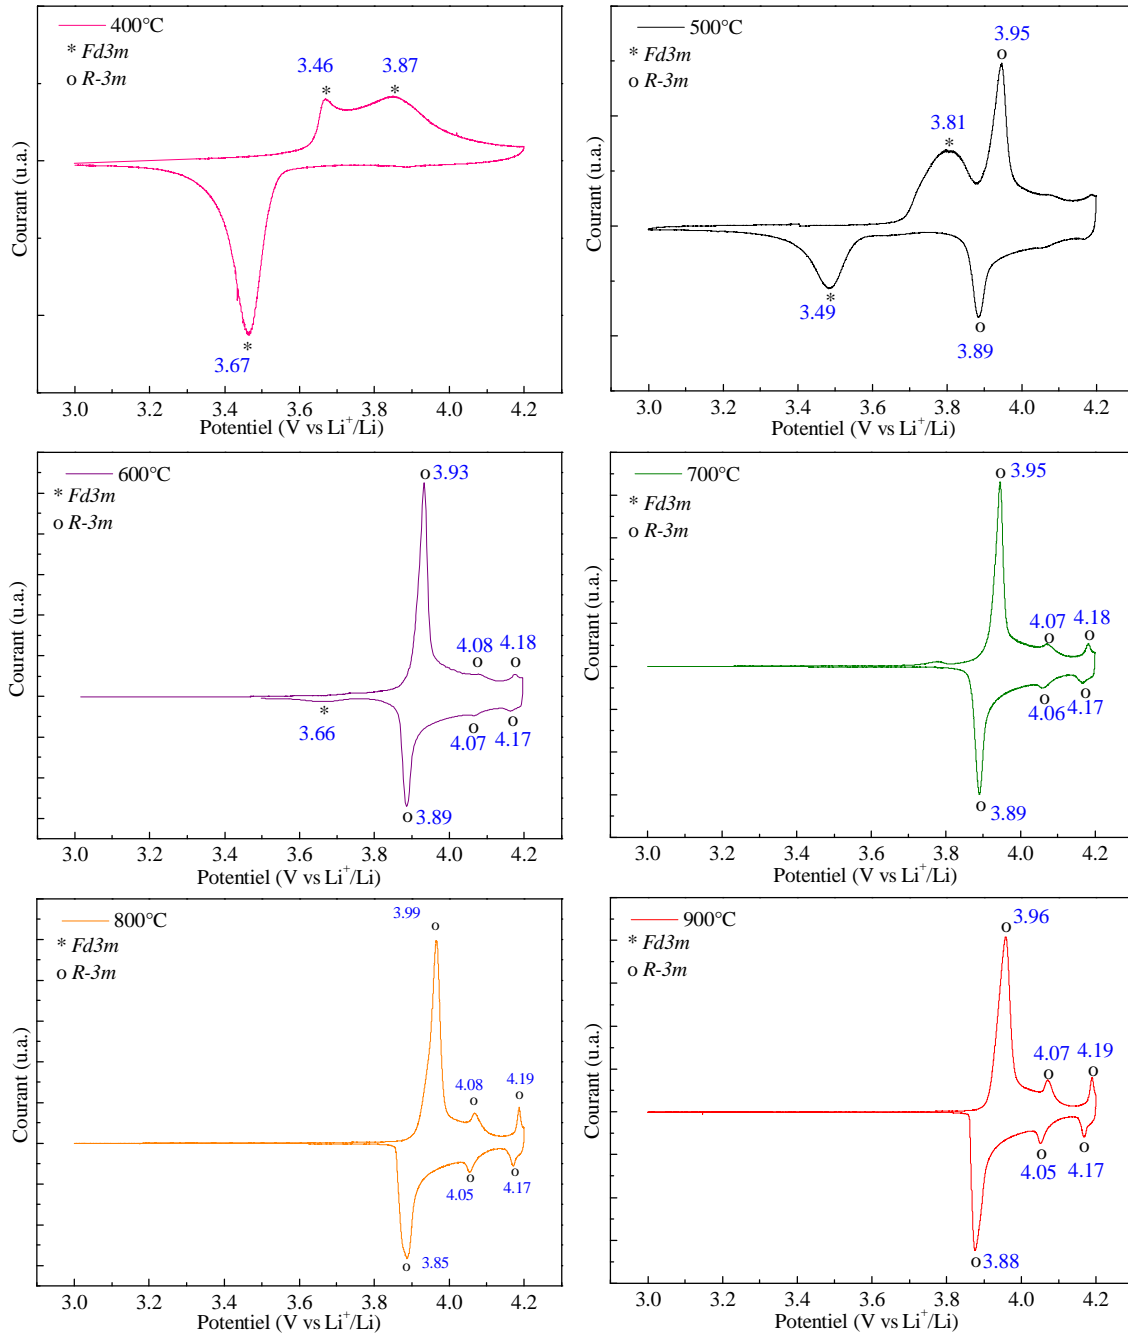 400°C
* Fd3m
o R-3m
3.46
3.87
*
*
*
3.67
Courant (u.a.)
3.0 3.2 3.4 3.6 3.8 4.0 4.2
Potentiel (V vs Li⁺/Li)
500°C
* Fd3m
o R-3m
3.95
o
3.81
*
*
3.49
o
3.89
Courant (u.a.)
3.0 3.2 3.4 3.6 3.8 4.0 4.2
Potentiel (V vs Li⁺/Li)
600°C
* Fd3m
o R-3m
o 3.93
4.08 4.18
o o
*
3.66
o o
4.07 4.17
o 3.89
Courant (u.a.)
3.0 3.2 3.4 3.6 3.8 4.0 4.2
Potentiel (V vs Li⁺/Li)
700°C
* Fd3m
o R-3m
o 3.95
4.07 4.18
o o
o o
4.06 4.17
o
3.89
Courant (u.a.)
3.0 3.2 3.4 3.6 3.8 4.0 4.2
Potentiel (V vs Li⁺/Li)
800°C
* Fd3m
o R-3m
3.99
o
4.08 4.19
o o
o o
4.05 4.17
o 3.85
Courant (u.a.)
3.0 3.2 3.4 3.6 3.8 4.0 4.2
Potentiel (V vs Li⁺/Li)
900°C
* Fd3m
o R-3m
o 3.96
4.07 4.19
o o
o o
4.05 4.17
o 3.88
Courant (u.a.)
3.0 3.2 3.4 3.6 3.8 4.0 4.2
Potentiel (V vs Li⁺/Li)